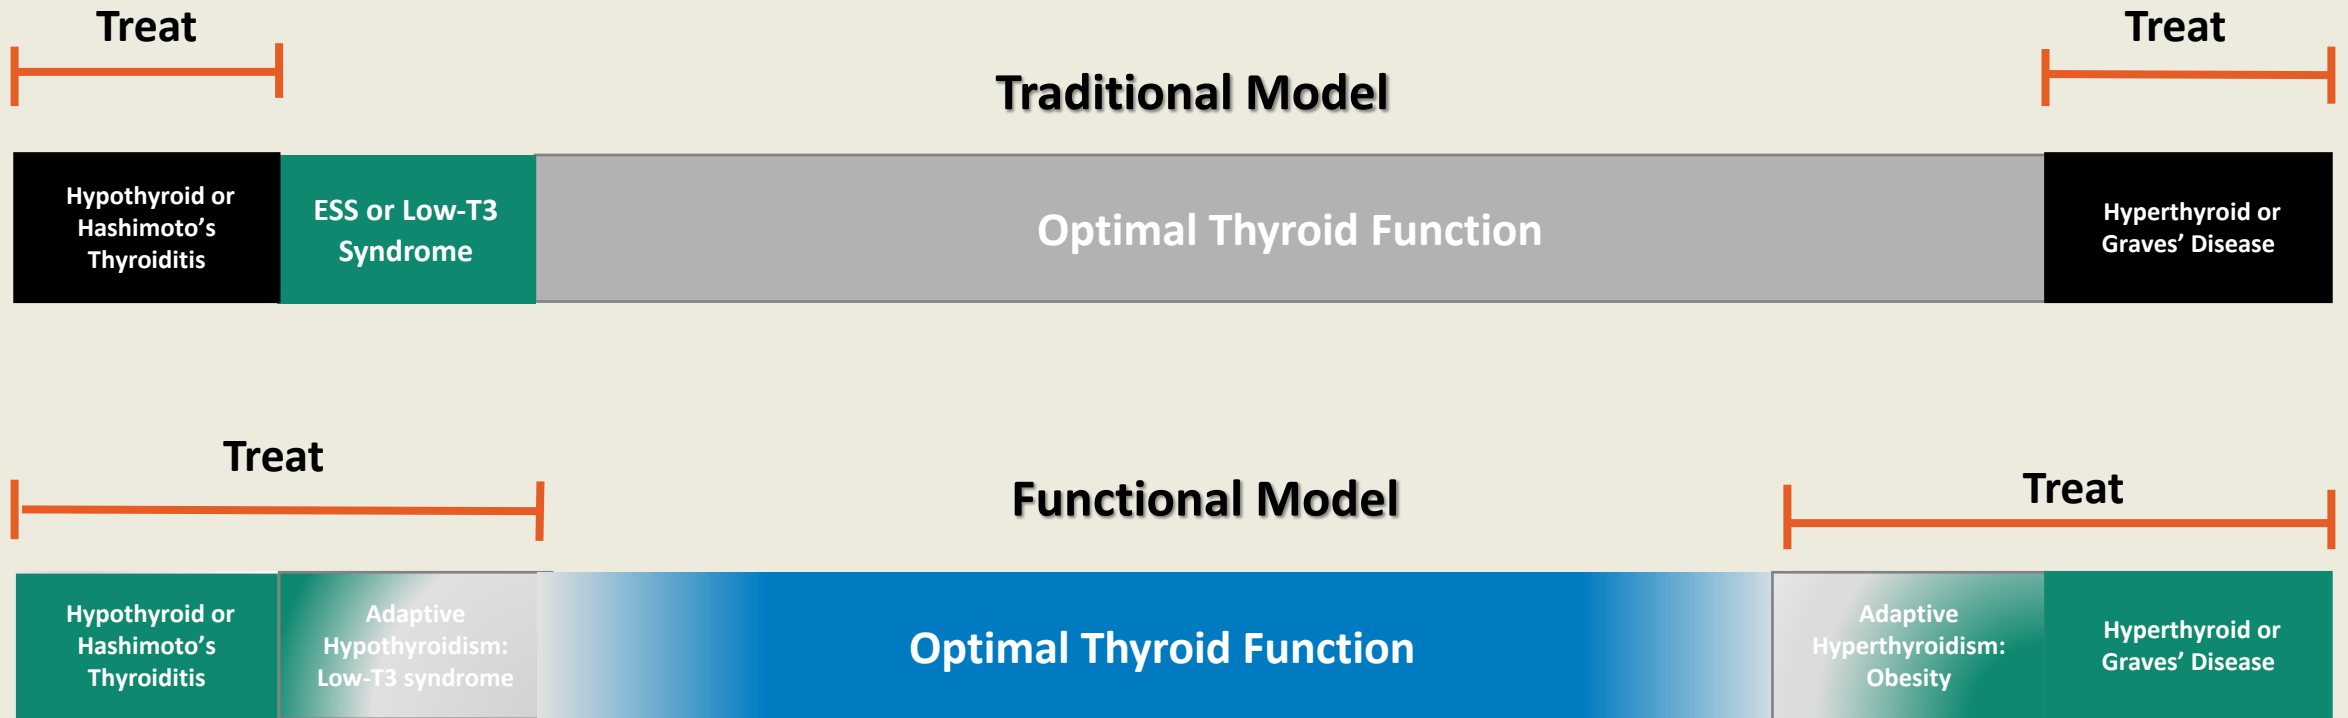 Treat
Treat
Traditional Model
Hypothyroid or
Hashimoto’s
Thyroiditis
ESS or Low-T3
Syndrome
Optimal Thyroid Function
Hyperthyroid or
Graves’ Disease
Treat
Functional Model
Treat
Hypothyroid or
Hashimoto’s
Thyroiditis
Adaptive
Hypothyroidism:
Low-T3 syndrome
Optimal Thyroid Function
Adaptive
Hyperthyroidism:
Obesity
Hyperthyroid or
Graves’ Disease